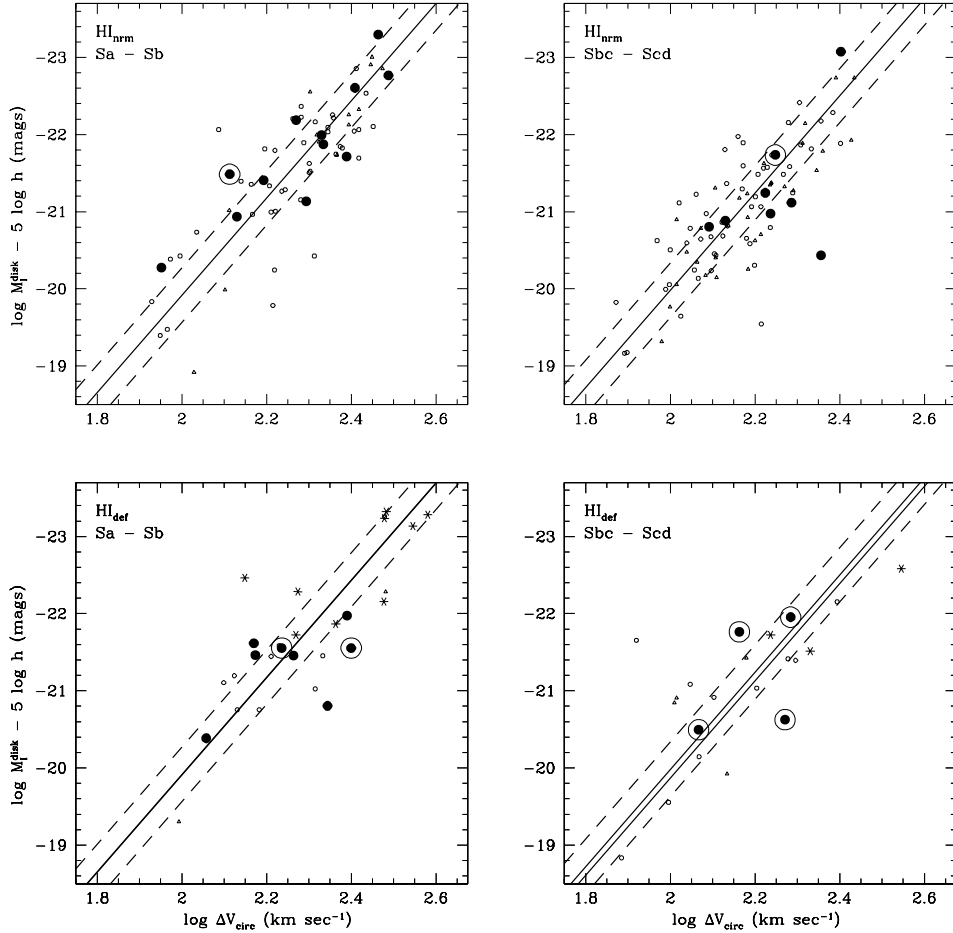 HI_nrm
Sa – Sb
log M_I^disk – 5 log h (mags)
-23
-22
-21
-20
-19
1.8 2 2.2 2.4 2.6
HI_nrm
Sbc – Scd
-23
-22
-21
-20
-19
1.8 2 2.2 2.4 2.6
HI_def
Sa – Sb
log M_I^disk – 5 log h (mags)
-23
-22
-21
-20
-19
1.8 2 2.2 2.4 2.6
log ΔV_circ (km sec⁻¹)
HI_def
Sbc – Scd
-23
-22
-21
-20
-19
1.8 2 2.2 2.4 2.6
log ΔV_circ (km sec⁻¹)